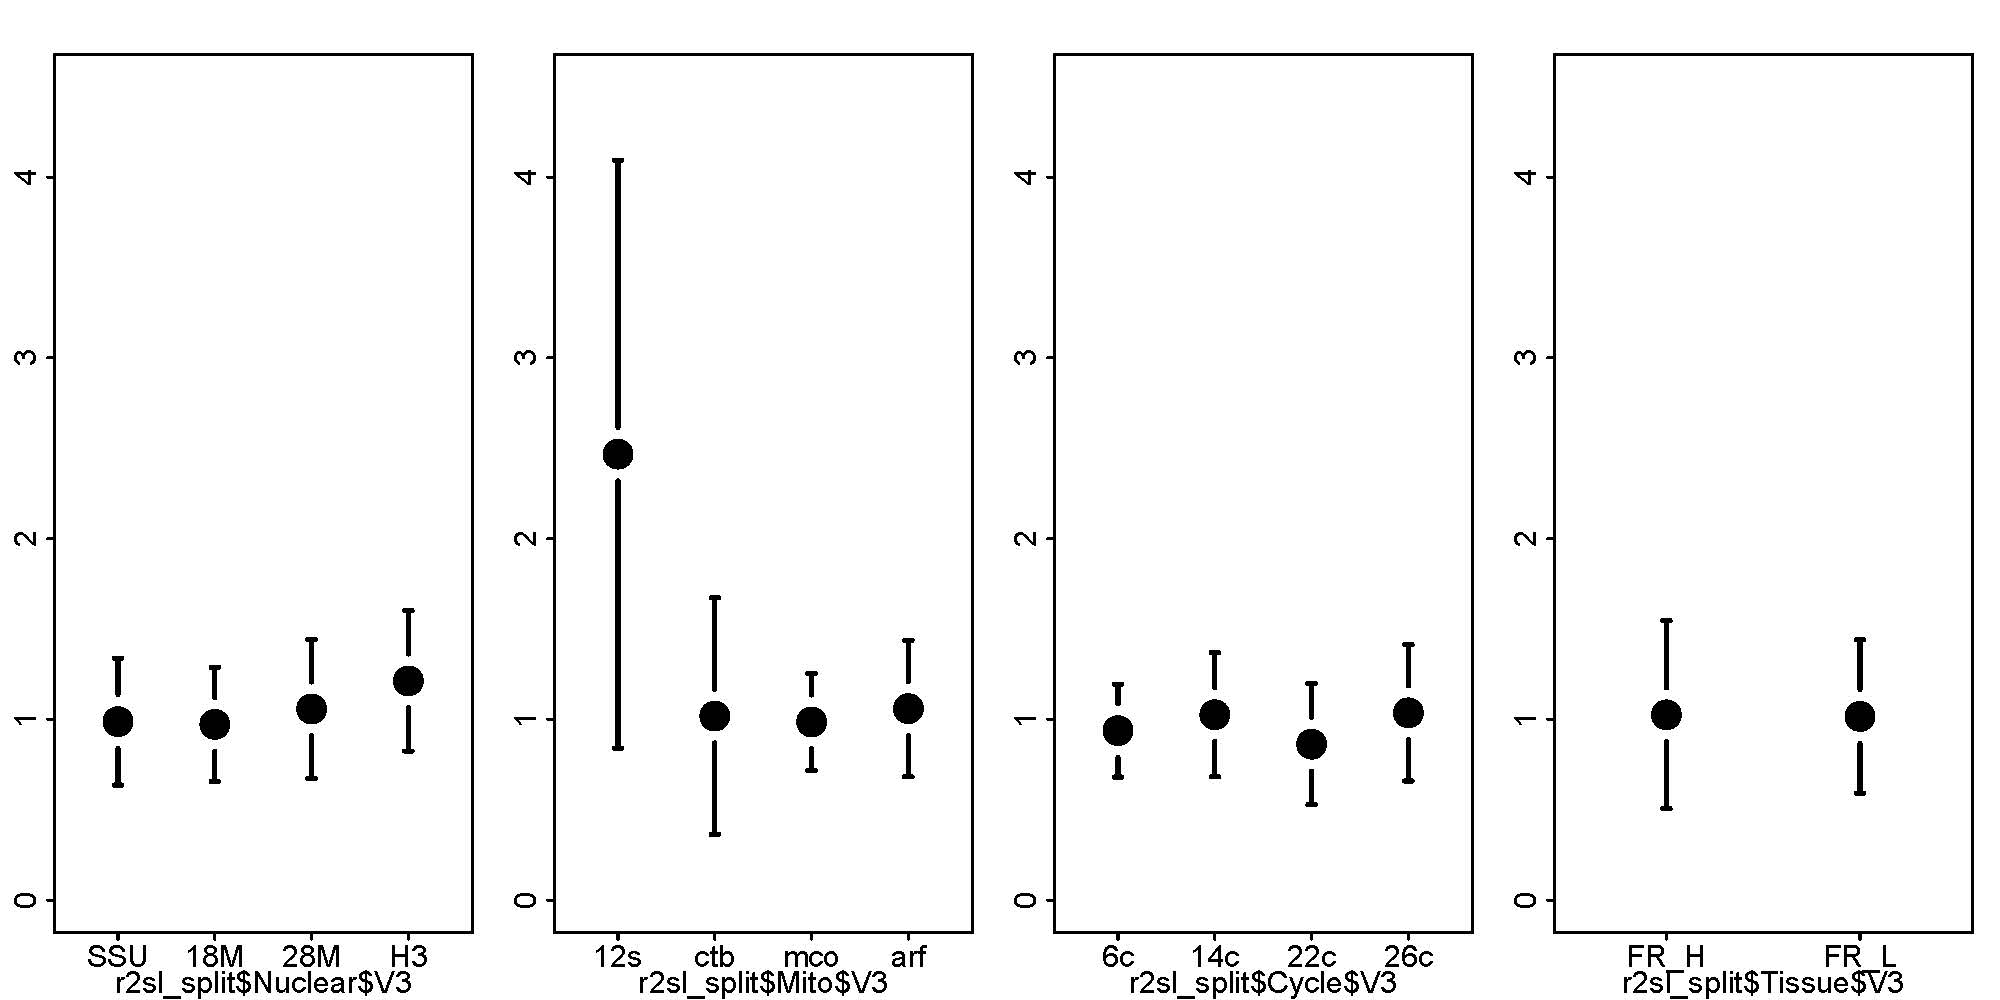 4 3 2 1 0
SSU 18M 28M H3
r2sl_split$Nuclear$V3
4 3 2 1 0
12s ctb mco arf
r2sl_split$Mito$V3
4 3 2 1 0
6c 14c 22c 26c
r2sl_split$Cycle$V3
4 3 2 1 0
FR_H FR_L
r2sl_split$Tissue$V3